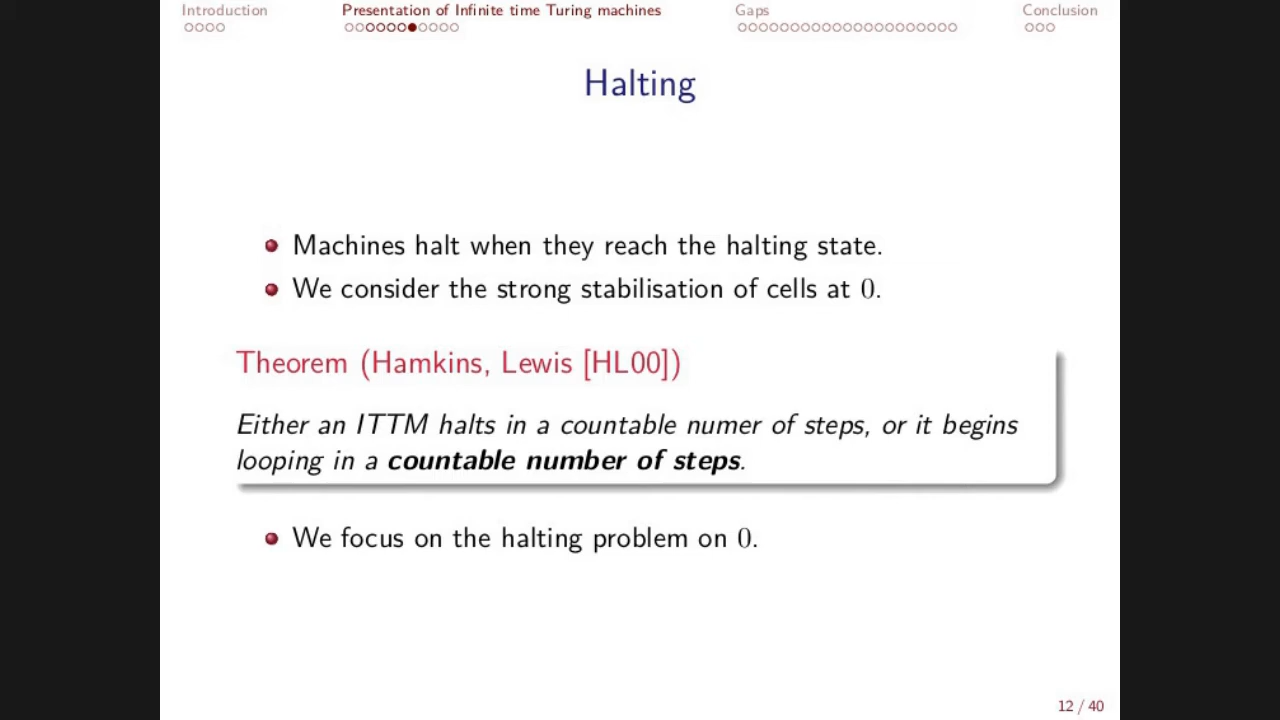 Introduction Presentation of Infinite time Turing machines Gaps Conclusion
Halting
Machines halt when they reach the halting state.
We consider the strong stabilisation of cells at 0.
Theorem (Hamkins, Lewis [HL00])
Either an ITTM halts in a countable numer of steps, or it begins
looping in a countable number of steps.
We focus on the halting problem on 0.
12 / 40